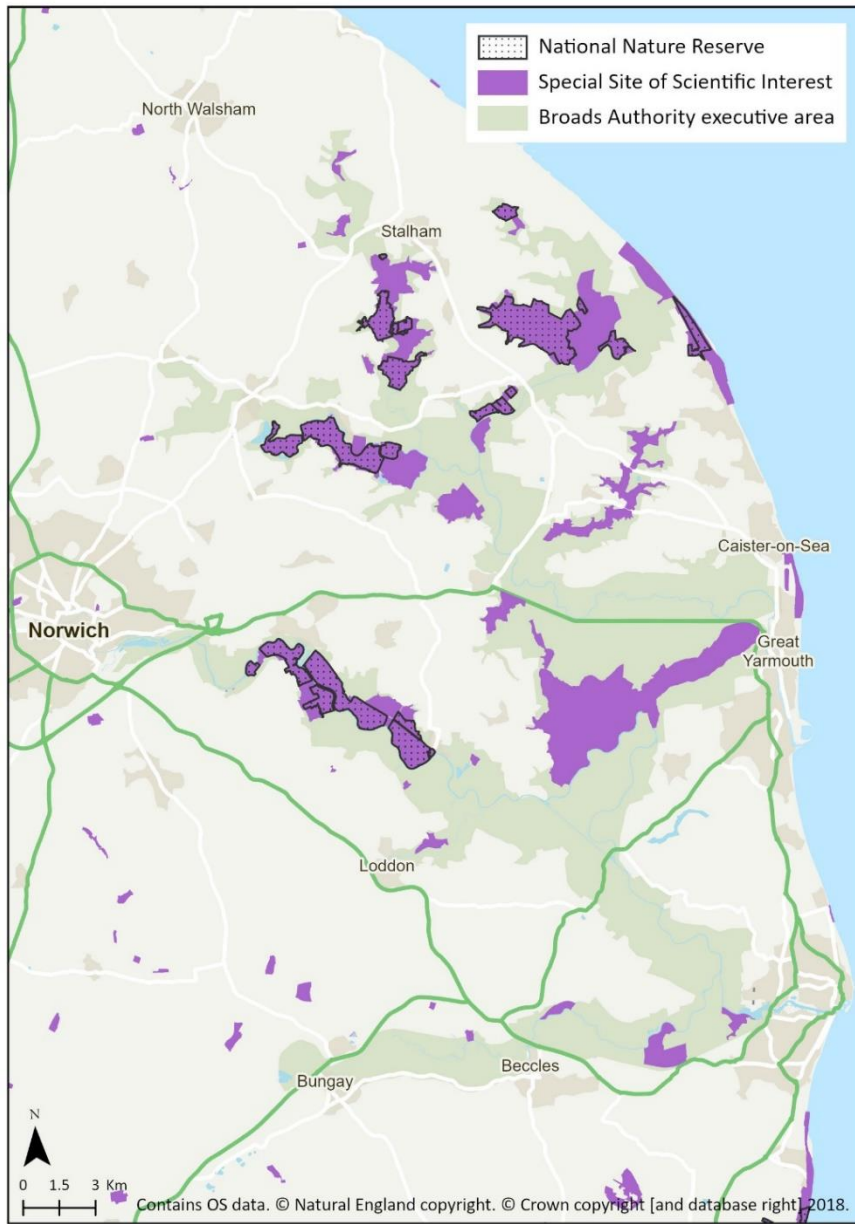 National Nature Reserve
Special Site of Scientific Interest
Broads Authority executive area
North Walsham
Stalham
Caister-on-Sea
Norwich
Great
Yarmouth
Loddon
Beccles
Bungay
N
0 1.5 3 Km
Contains OS data. © Natural England copyright. © Crown copyright [and database right] 2018.